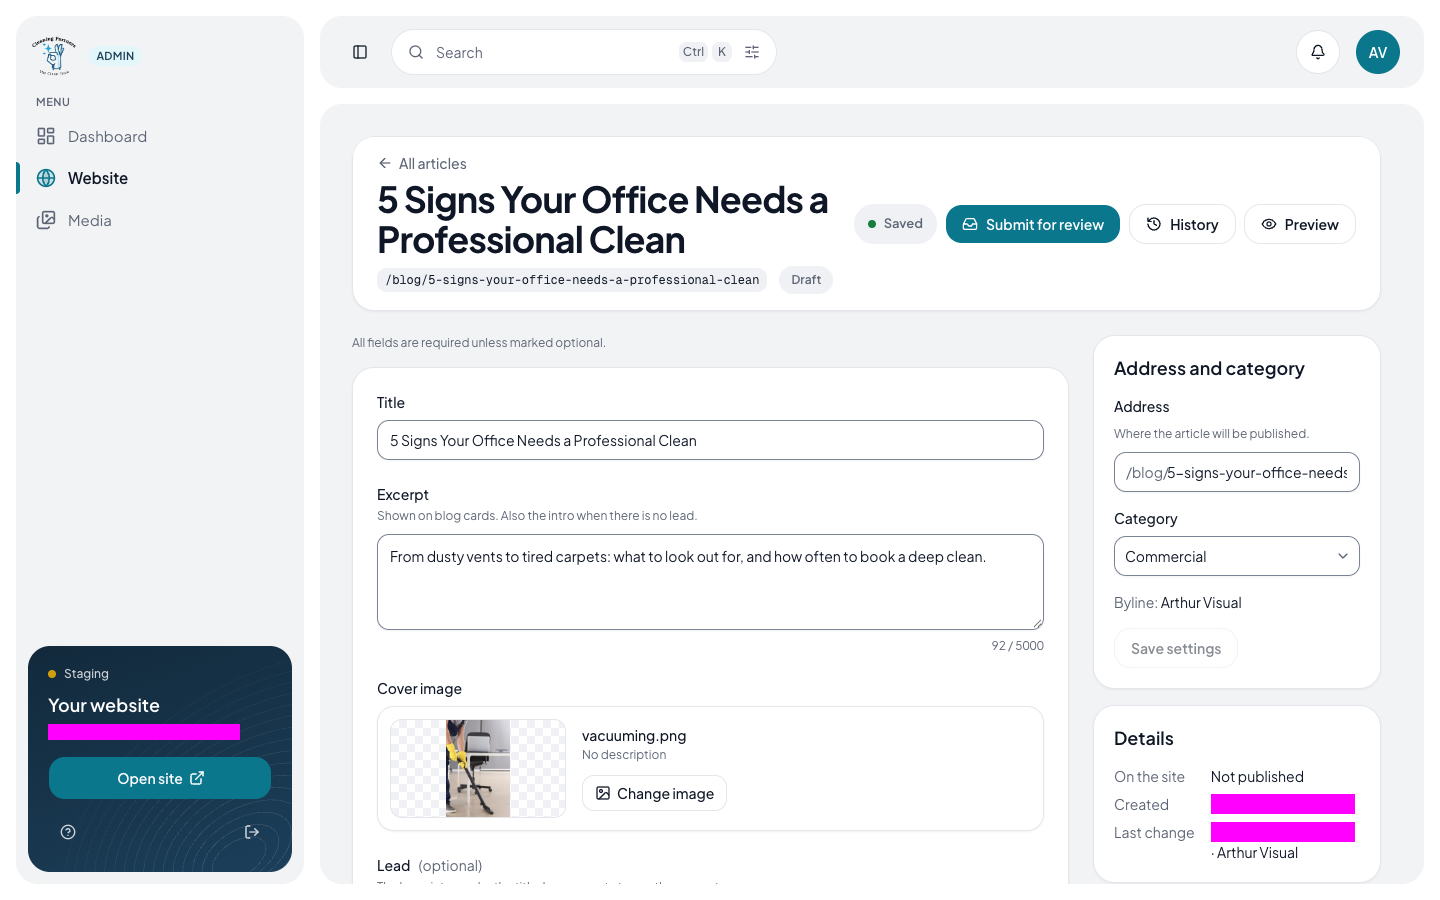 Cleaning Partners
ADMIN
MENU
Dashboard
Website
Media
Staging
Your website
Open site
Search
Ctrl K
AV
All articles
5 Signs Your Office Needs a
Professional Clean
/blog/5-signs-your-office-needs-a-professional-clean
Draft
Saved
Submit for review
History
Preview
All fields are required unless marked optional.
Title
5 Signs Your Office Needs a Professional Clean
Excerpt
Shown on blog cards. Also the intro when there is no lead.
From dusty vents to tired carpets: what to look out for, and how often to book a deep clean.
92 / 5000
Cover image
vacuuming.png
No description
Change image
Lead (optional)
Address and category
Address
Where the article will be published.
/blog/5-signs-your-office-needs
Category
Commercial
Byline: Arthur Visual
Save settings
Details
On the site Not published
Created
Last change
· Arthur Visual